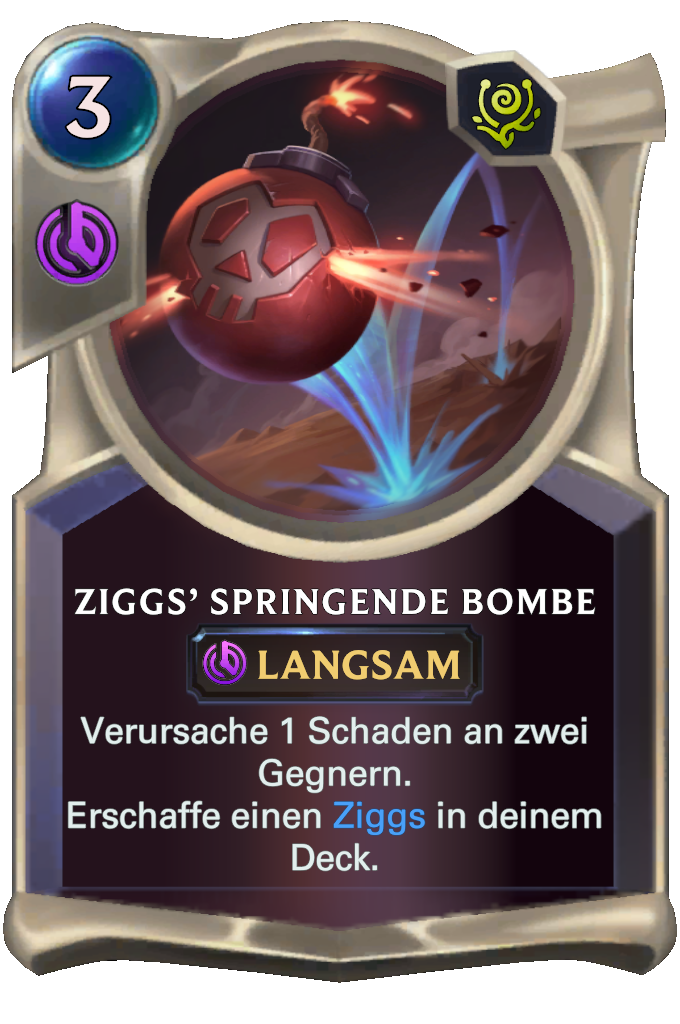 3
ZIGGS’ SPRINGENDE BOMBE
LANGSAM
Verursache 1 Schaden an zwei
Gegnern.
Erschaffe einen Ziggs in deinem
Deck.